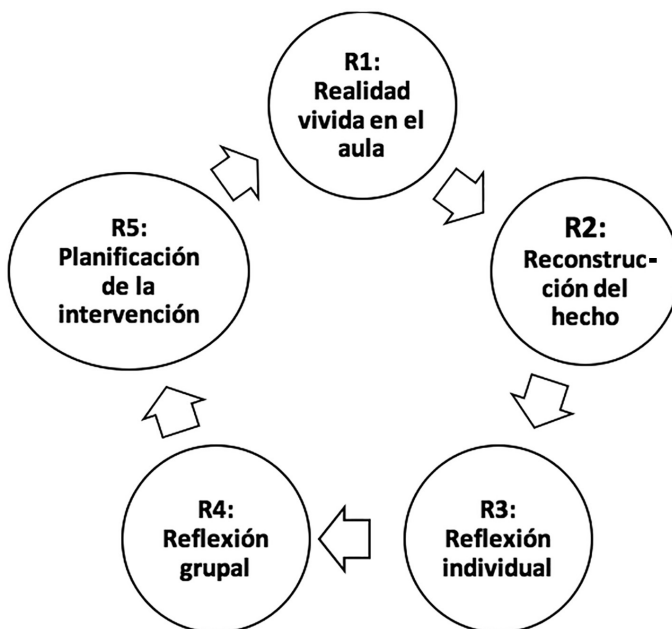 R1:
Realidad
vivida en el
aula
R2:
Reconstruc-
ción del
hecho
R3:
Reflexión
individual
R4:
Reflexión
grupal
R5:
Planificación
de la
intervención